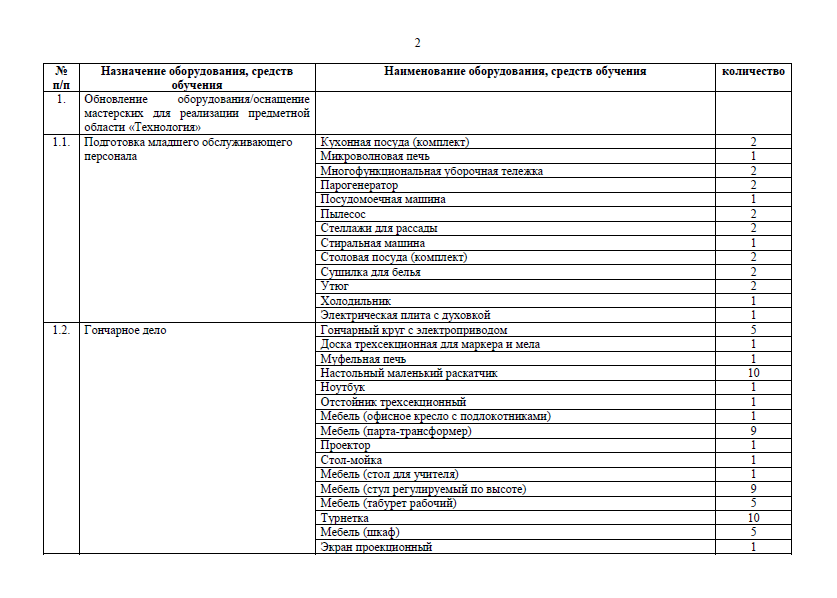 2
№ п/п Назначение оборудования, средств обучения Наименование оборудования, средств обучения количество
1. Обновление оборудования/оснащение
мастерских для реализации предметной
области «Технология»
1.1. Подготовка младшего обслуживающего персонала Кухонная посуда (комплект) 2
Микроволновая печь 1
Многофункциональная уборочная тележка 2
Парогенератор 2
Посудомоечная машина 1
Пылесос 2
Стеллажи для рассады 2
Стиральная машина 1
Столовая посуда (комплект) 2
Сушилка для белья 2
Утюг 2
Холодильник 1
Электрическая плита с духовкой 1
1.2. Гончарное дело Гончарный круг с электроприводом 5
Доска трехсекционная для маркера и мела 1
Муфельная печь 1
Настольный маленький раскатчик 10
Ноутбук 1
Отстойник трехсекционный 1
Мебель (офисное кресло с подлокотниками) 1
Мебель (парта-трансформер) 9
Проектор 1
Стол-мойка 1
Мебель (стол для учителя) 1
Мебель (стул регулируемый по высоте) 9
Мебель (табурет рабочий) 5
Турнетка 10
Мебель (шкаф) 5
Экран проекционный 1